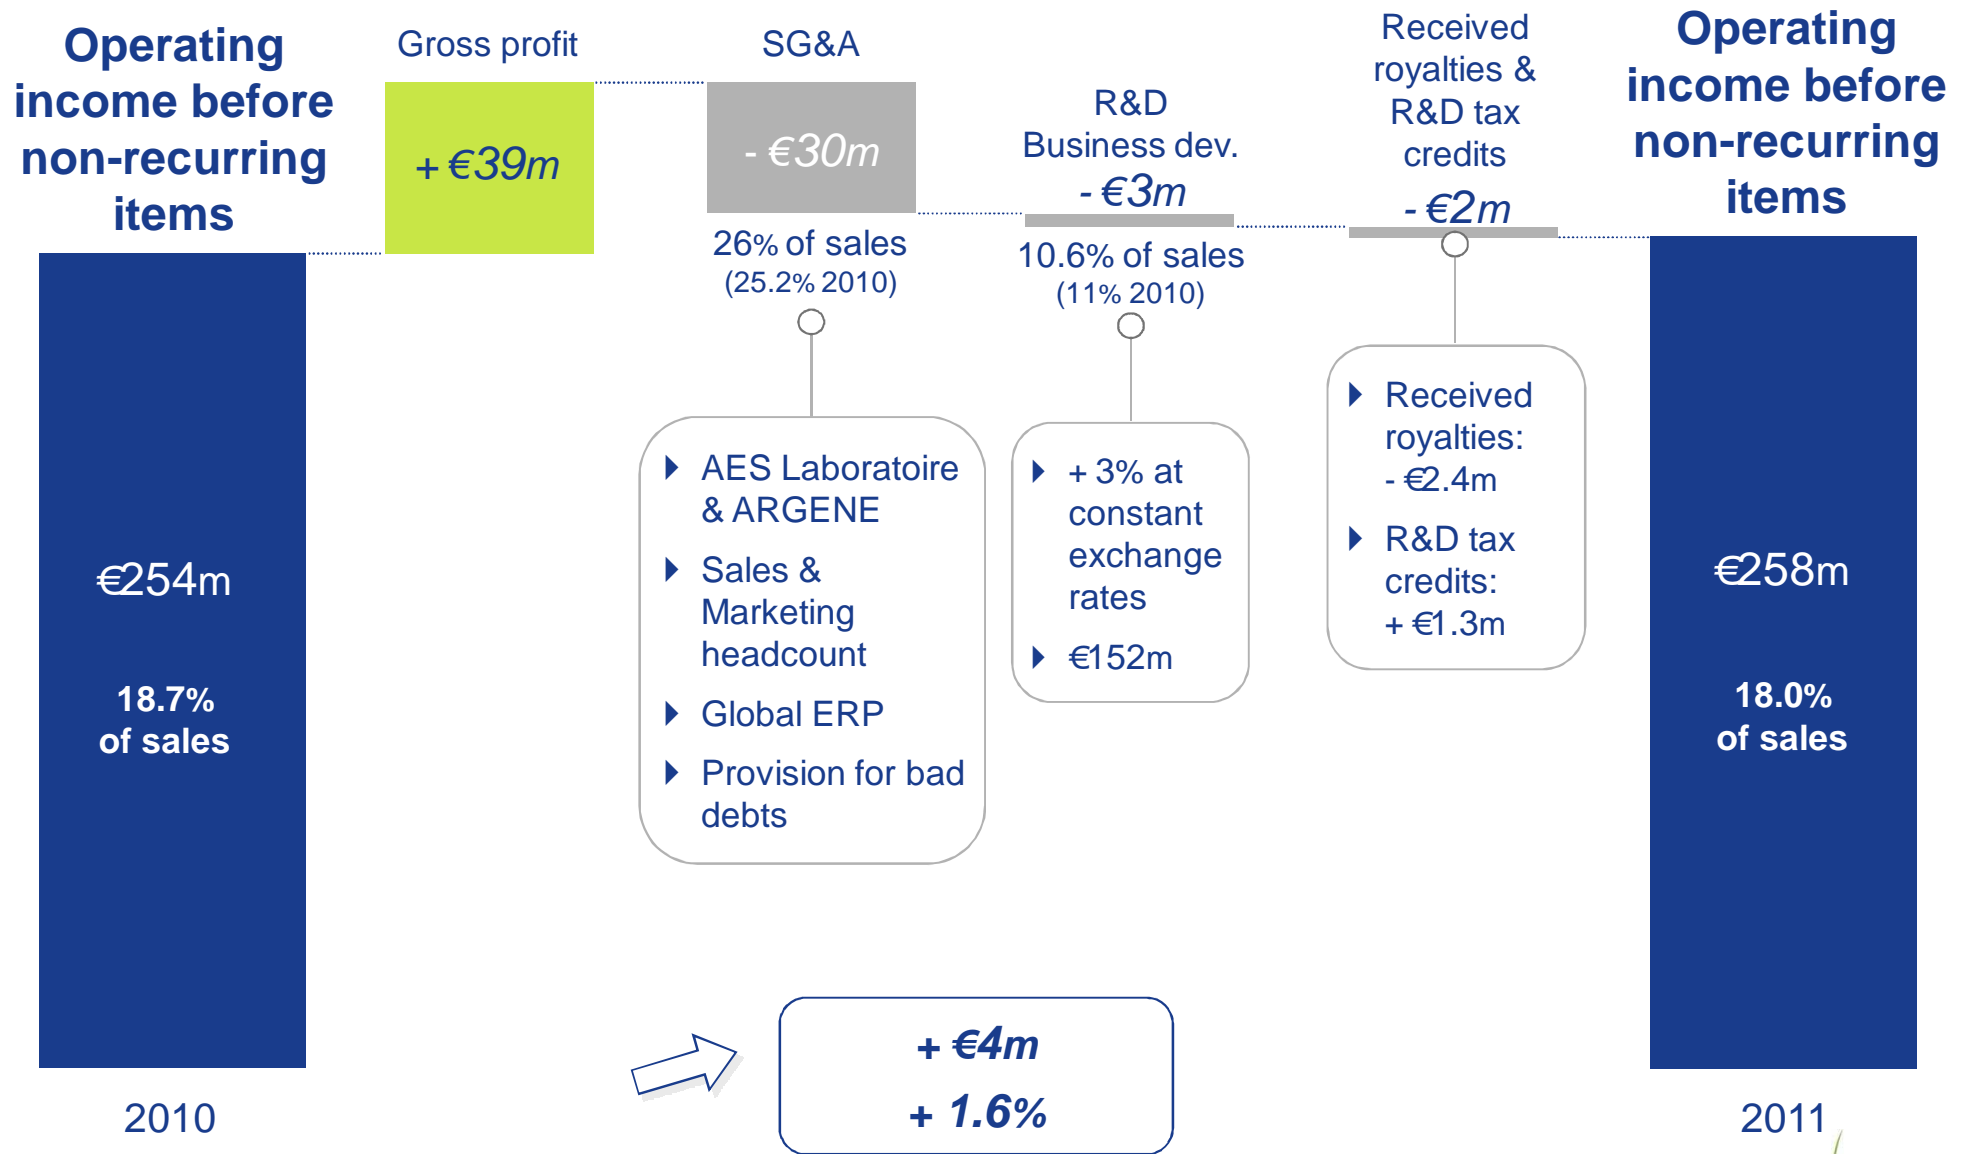 Operating
income before
non-recurring
items
€254m
18.7%
of sales
2010
Gross profit
+ €39m
SG&A
- €30m
26% of sales
(25.2% 2010)
AES Laboratoire
& ARGENE
Sales &
Marketing
headcount
Global ERP
Provision for bad
debts
R&D
Business dev.
- €3m
10.6% of sales
(11% 2010)
+ 3% at
constant
exchange
rates
€152m
Received
royalties &
R&D tax
credits
- €2m
Received
royalties:
- €2.4m
R&D tax
credits:
+ €1.3m
Operating
income before
non-recurring
items
€258m
18.0%
of sales
2011
+ €4m
+ 1.6%